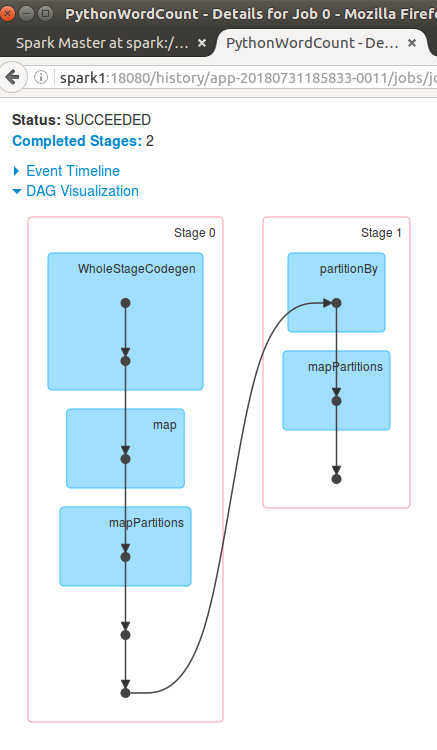 PythonWordCount - Details for Job 0 - Mozilla Firef
Spark Master at spark:/... × PythonWordCount - De... ×
spark1:18080/history/app-20180731185833-0011/jobs/jo
Status: SUCCEEDED
Completed Stages: 2
Event Timeline
DAG Visualization
Stage 0
WholeStageCodegen
map
mapPartitions
Stage 1
partitionBy
mapPartitions